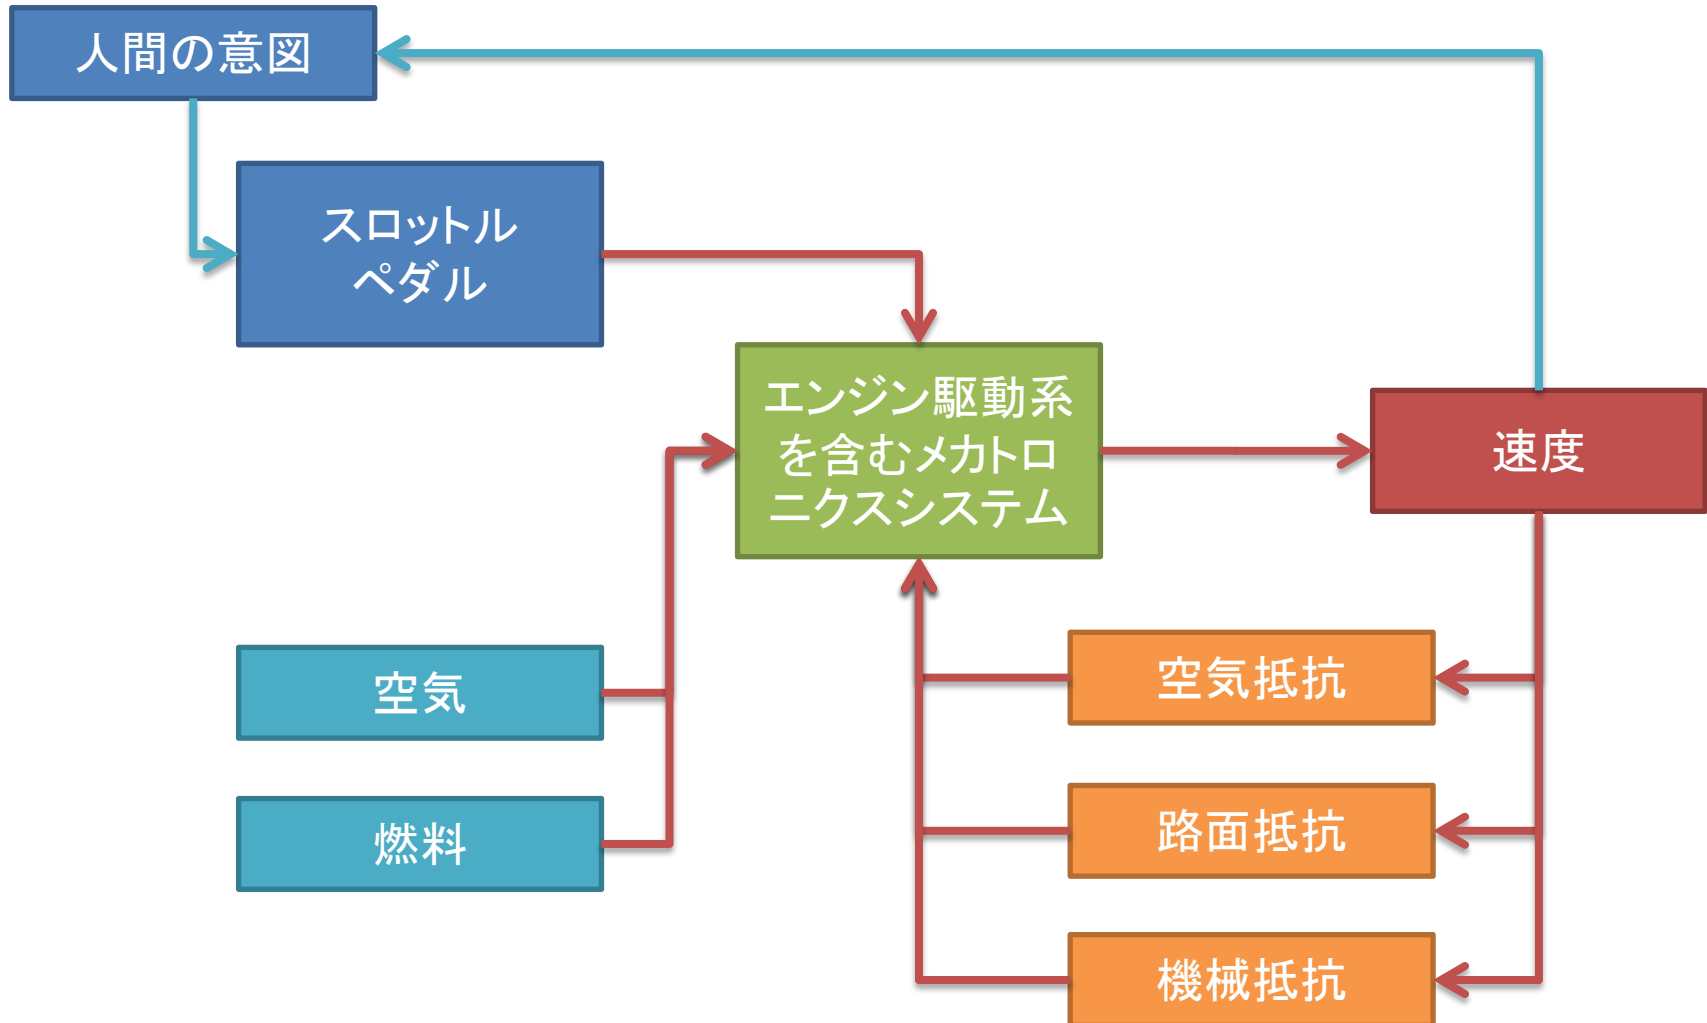 人間の意図
スロットル
ペダル
エンジン駆動系
を含むメカトロ
ニクスシステム
速度
空気
燃料
空気抵抗
路面抵抗
機械抵抗